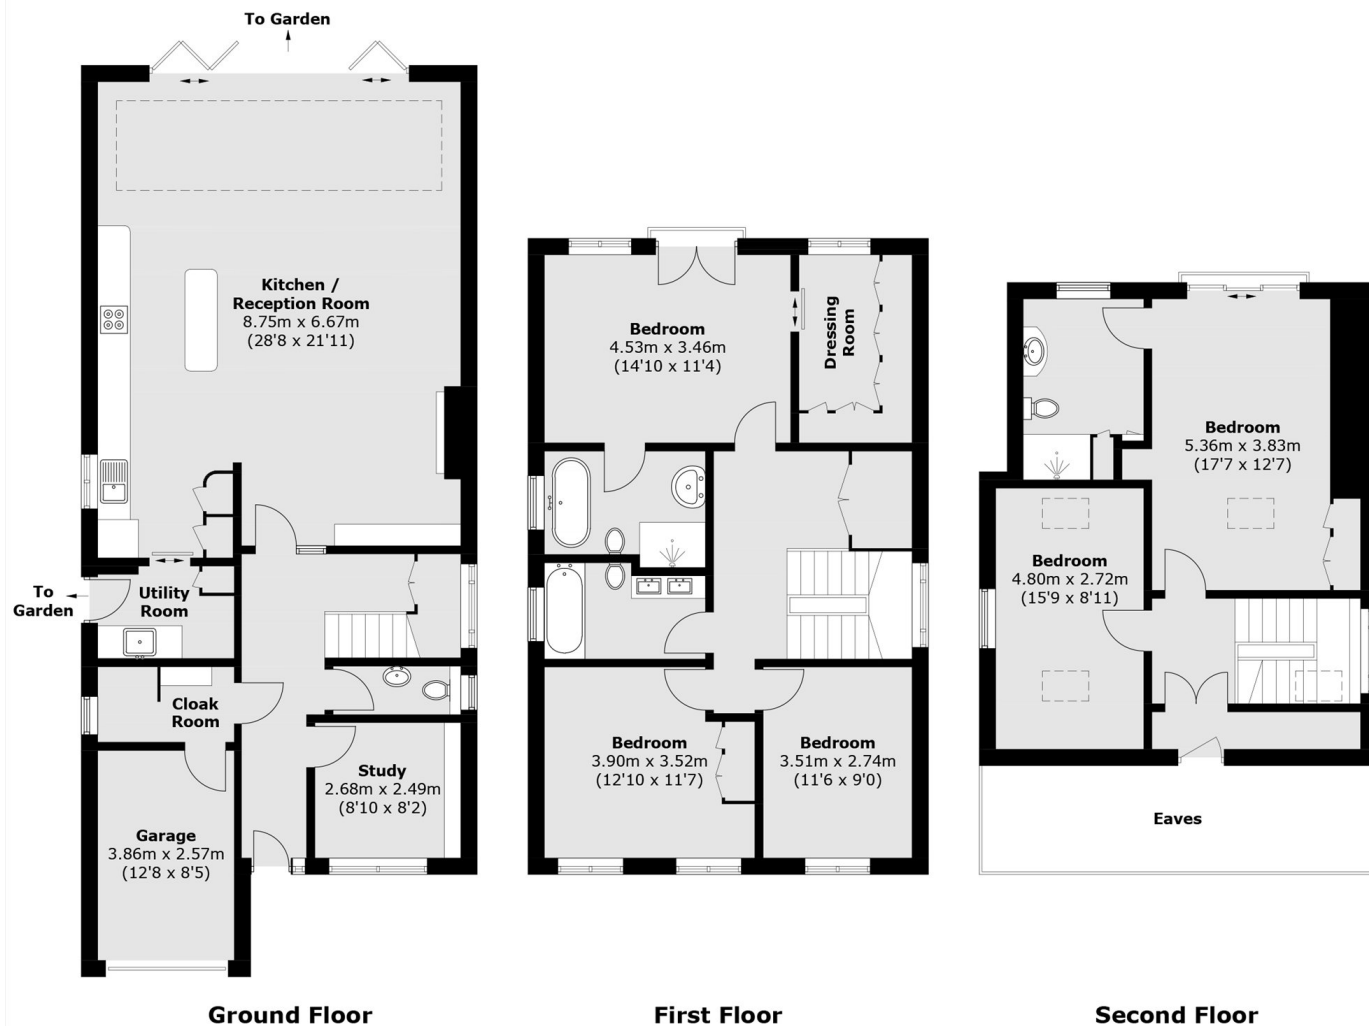 To Garden
Kitchen /
Reception Room
8.75m x 6.67m
(28'8 x 21'11)
To
Garden
Utility
Room
Cloak
Room
Study
2.68m x 2.49m
(8'10 x 8'2)
Garage
3.86m x 2.57m
(12'8 x 8'5)
Ground Floor
Bedroom
4.53m x 3.46m
(14'10 x 11'4)
Dressing
Room
Bedroom
3.90m x 3.52m
(12'10 x 11'7)
Bedroom
3.51m x 2.74m
(11'6 x 9'0)
First Floor
Bedroom
5.36m x 3.83m
(17'7 x 12'7)
Bedroom
4.80m x 2.72m
(15'9 x 8'11)
Eaves
Second Floor